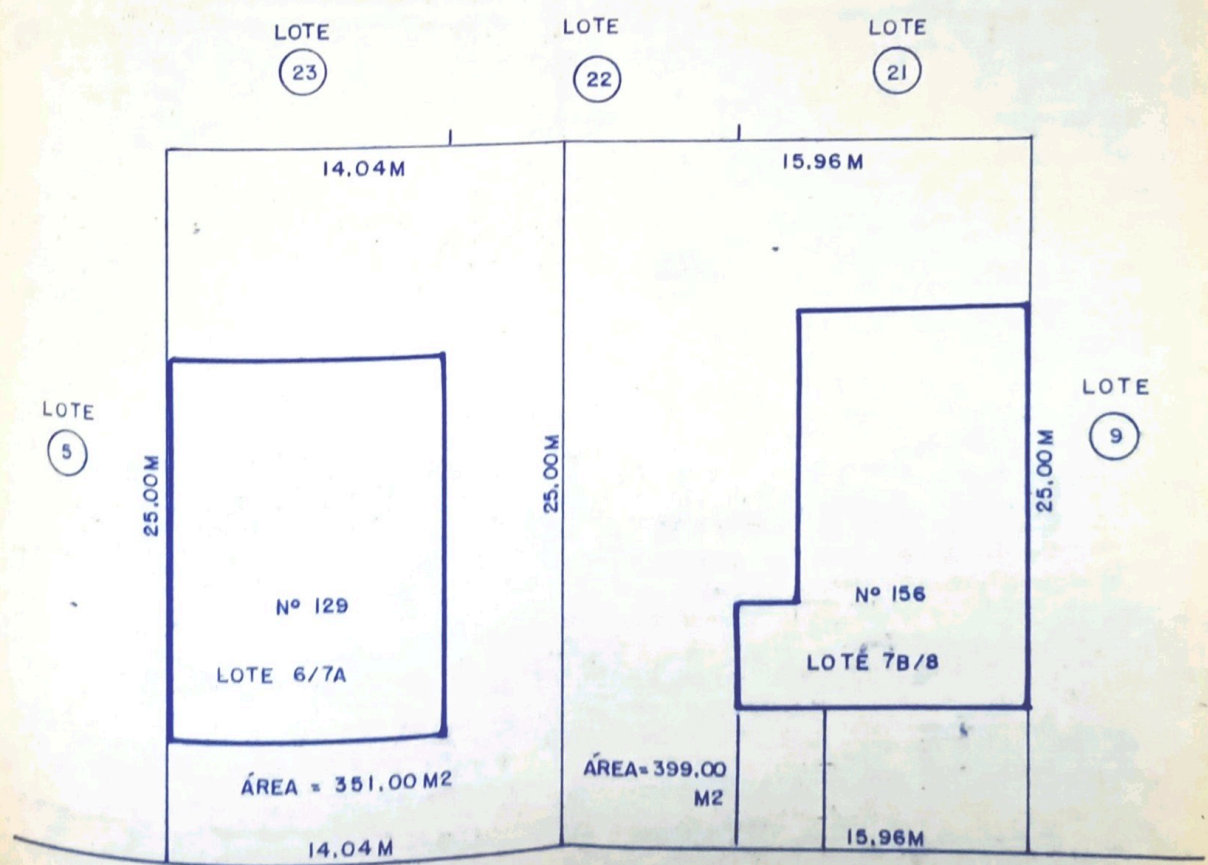 LOTE
23
LOTE
22
LOTE
21
14.04M
15.96M
LOTE
5
25.00M
25.00M
25.00M
LOTE
9
Nº 129
LOTE 6/7A
Nº 156
LOTE 7B/8
ÁREA = 351,00 M2
ÁREA=399,00
M2
14.04M
15.96M